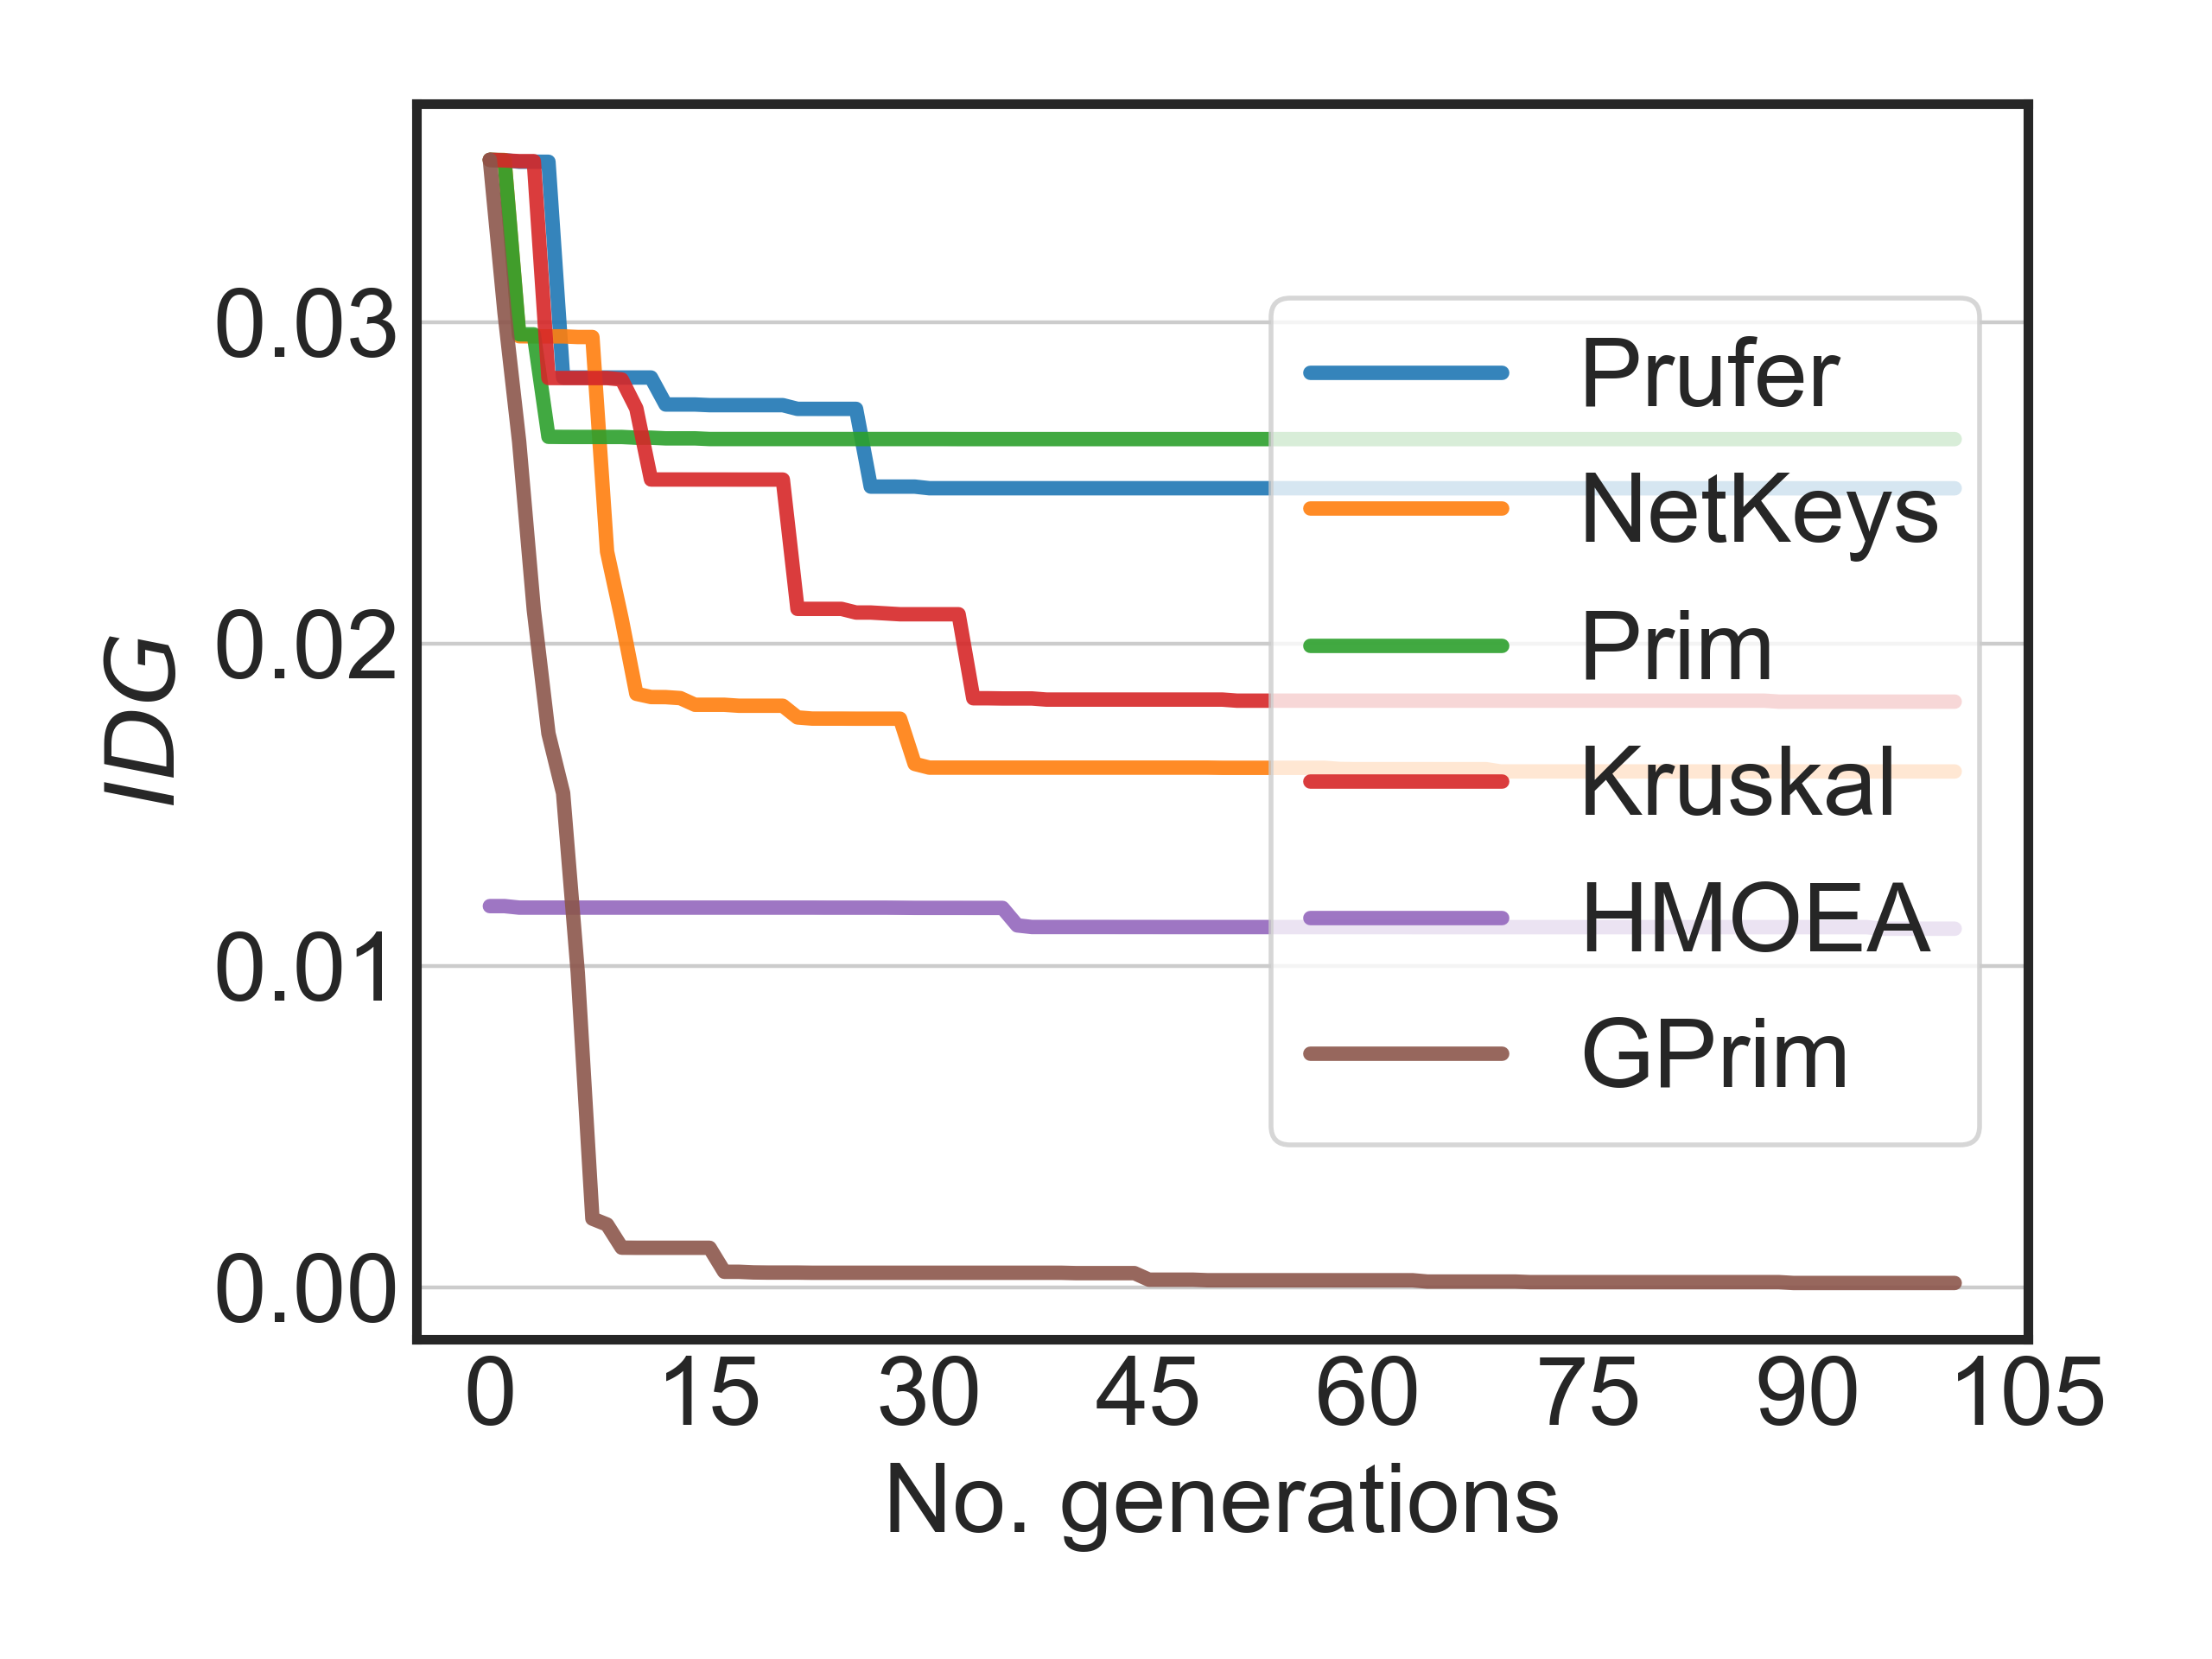 IDG
0.03
0.02
0.01
0.00
Prufer
NetKeys
Prim
Kruskal
HMOEA
GPrim
0 15 30 45 60 75 90 105
No. generations